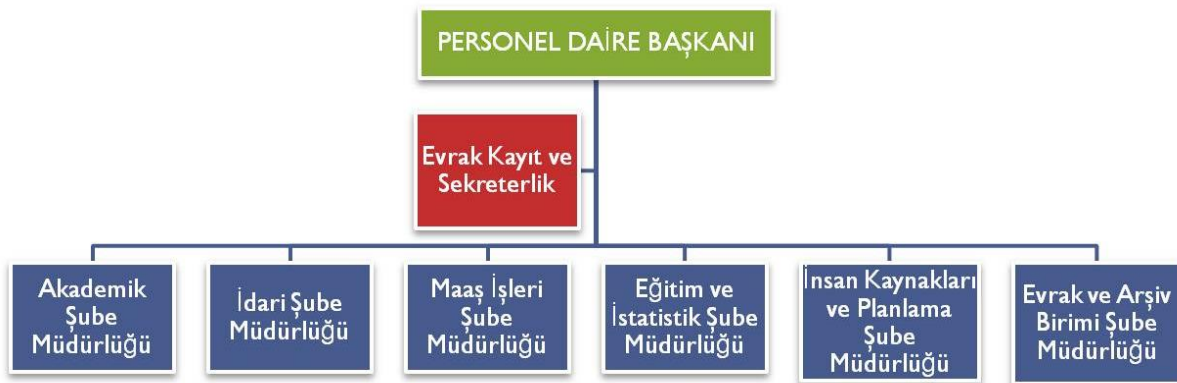 PERSONEL DAİRE BAŞKANI
Evrak Kayıt ve
Sekreterlik
Akademik
Şube
Müdürlüğü
İdari Şube
Müdürlüğü
Maaş İşleri
Şube
Müdürlüğü
Eğitim ve
İstatistik Şube
Müdürlüğü
İnsan Kaynakları
ve Planlama
Şube
Müdürlüğü
Evrak ve Arşiv
Birimi Şube
Müdürlüğü